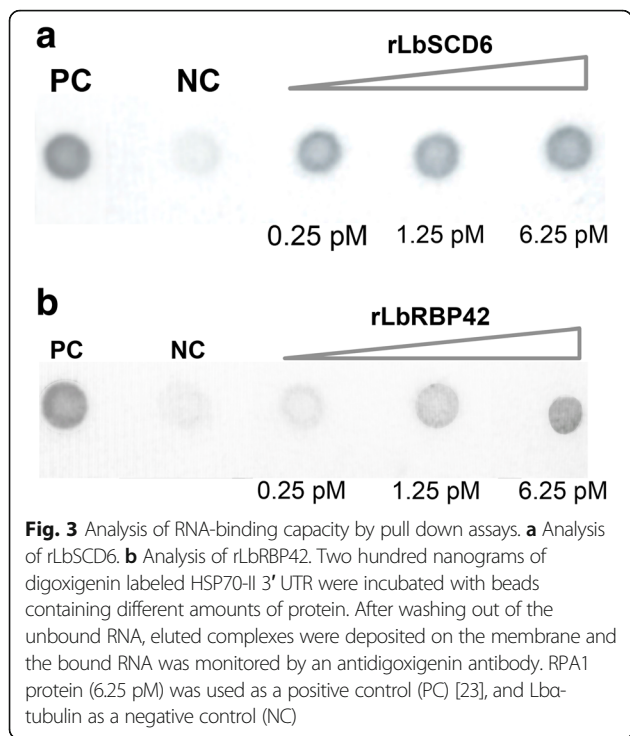 a
rLbSCD6
PC NC
0.25 pM 1.25 pM 6.25 pM
b
rLbRBP42
PC NC
0.25 pM 1.25 pM 6.25 pM
Fig. 3 Analysis of RNA-binding capacity by pull down assays. a Analysis
of rLbSCD6. b Analysis of rLbRBP42. Two hundred nanograms of
digoxigenin labeled HSP70-II 3′ UTR were incubated with beads
containing different amounts of protein. After washing out of the
unbound RNA, eluted complexes were deposited on the membrane and
the bound RNA was monitored by an antidigoxigenin antibody. RPA1
protein (6.25 pM) was used as a positive control (PC) [23], and Lbα-
tubulin as a negative control (NC)